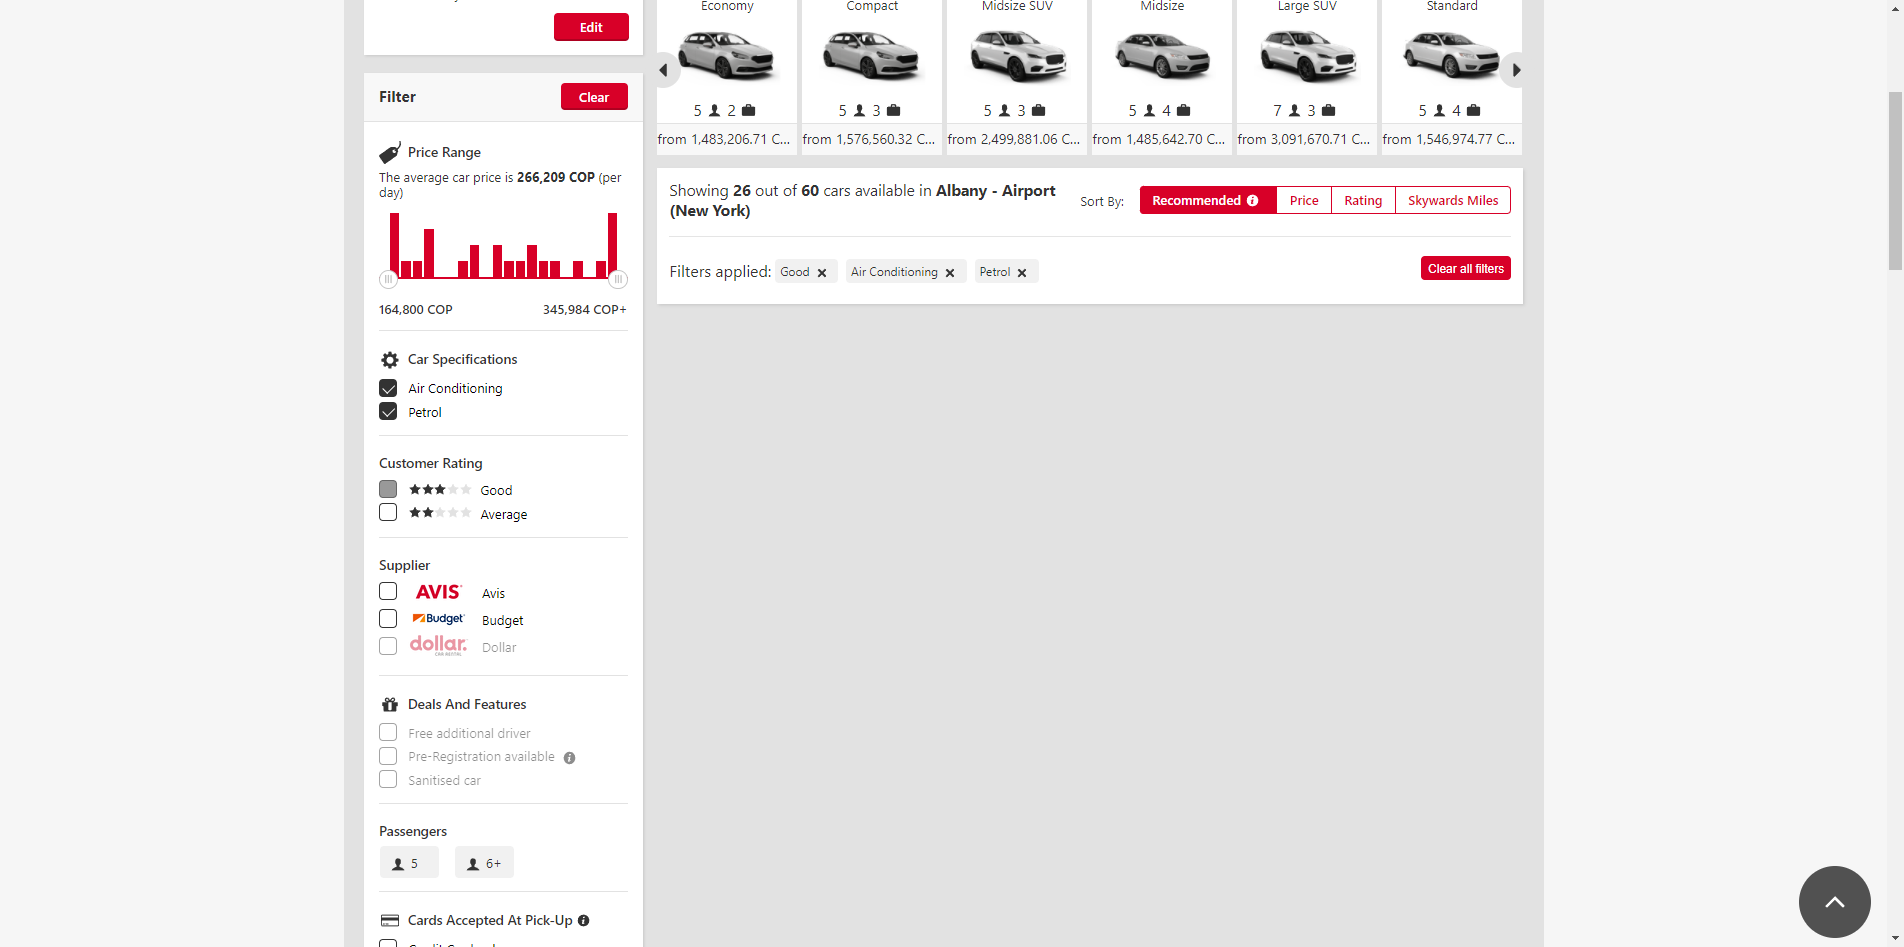 Edit
Filter
Clear
Price Range
The average car price is 266,209 COP (per
day)
164,800 COP
345,984 COP+
Car Specifications
Air Conditioning
Petrol
Customer Rating
Good
Average
Supplier
AVIS Avis
Budget Budget
dollar. CAR RENTAL Dollar
Deals And Features
Free additional driver
Pre-Registration available
Sanitised car
Passengers
5
6+
Cards Accepted At Pick-Up
Economy
5 2
from 1,483,206.71 C...
Compact
5 3
from 1,576,560.32 C...
Midsize SUV
5 3
from 2,499,881.06 C...
Midsize
5 4
from 1,485,642.70 C...
Large SUV
7 3
from 3,091,670.71 C...
Standard
5 4
from 1,546,974.77 C...
Showing 26 out of 60 cars available in Albany - Airport
(New York)
Sort By:
Recommended
Price
Rating
Skywards Miles
Filters applied:
Good
Air Conditioning
Petrol
Clear all filters